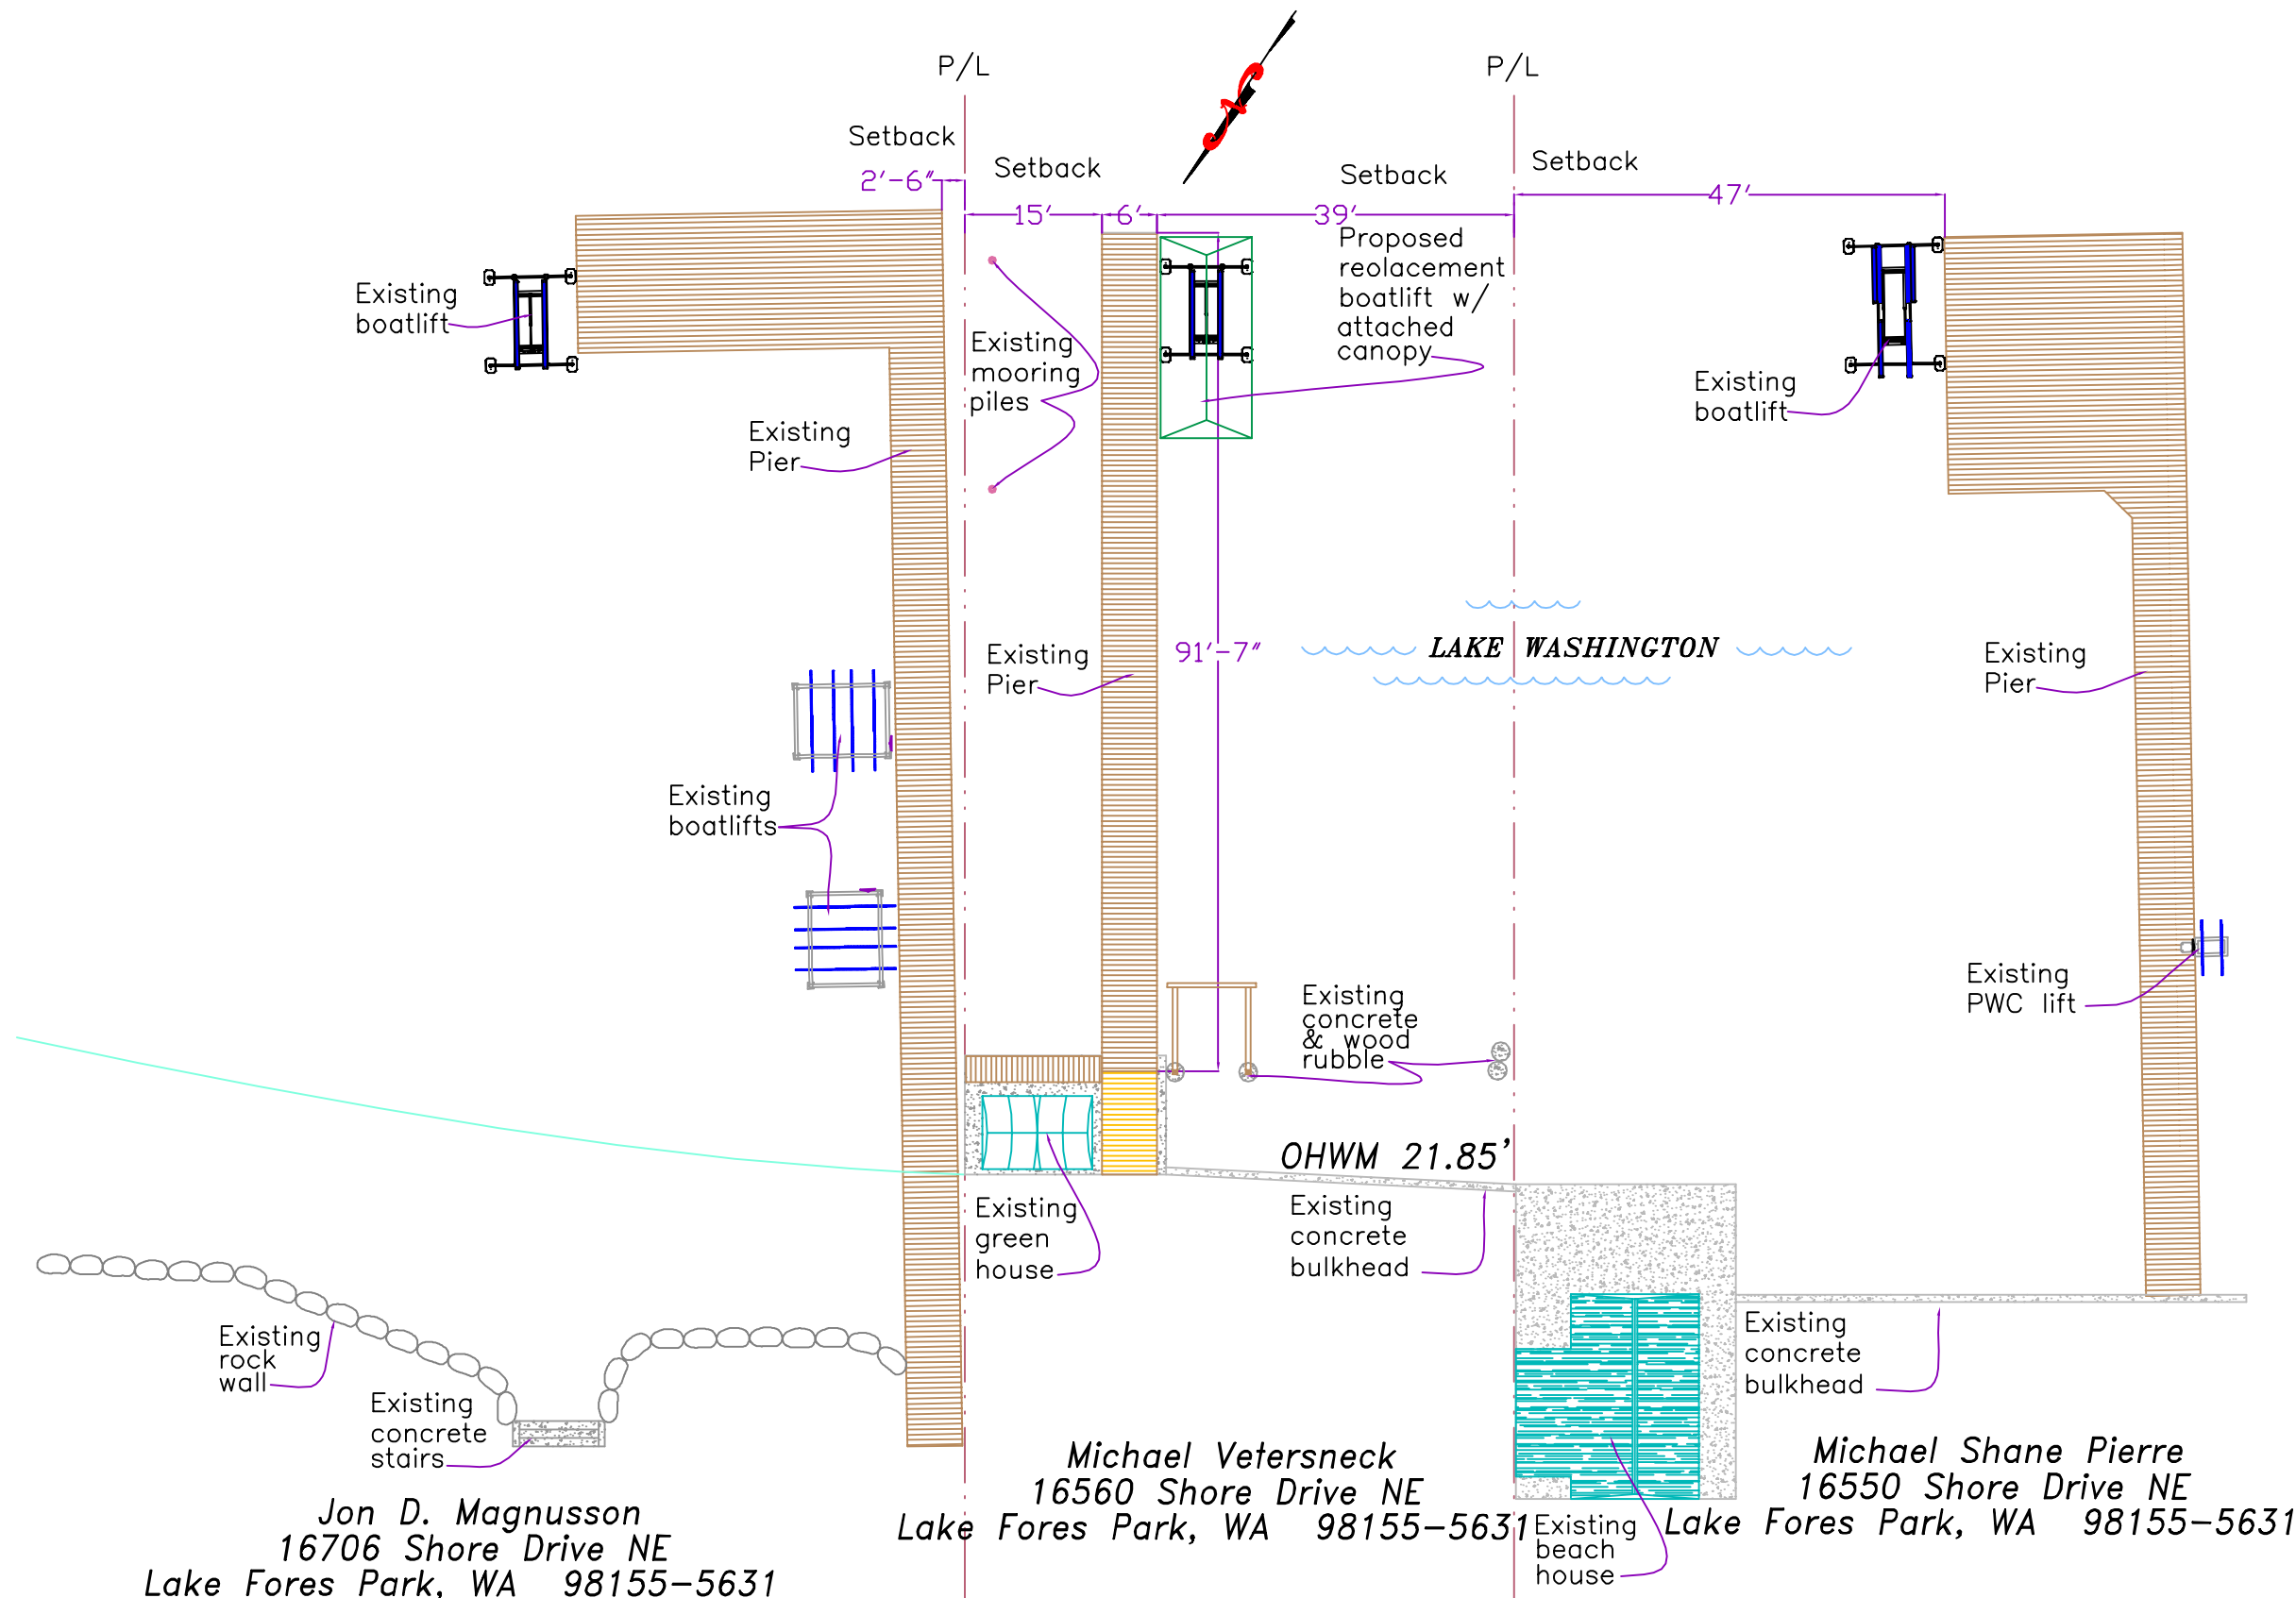 P/L
P/L
Setback
Setback
Setback
Setback
2'-6"
15'
6'
39'
47'
Proposed
reolacement
boatlift w/
attached
canopy
Existing
boatlift
Existing
mooring
piles
Existing
boatlift
Existing
Pier
Existing
Pier
91'-7"
LAKE WASHINGTON
Existing
Pier
Existing
boatlifts
Existing
PWC lift
Existing
concrete
& wood
rubble
OHWM 21.85'
Existing
green
house
Existing
concrete
bulkhead
Existing
rock
wall
Existing
concrete
stairs
Existing
concrete
bulkhead
Michael Vetersneck
16560 Shore Drive NE
Lake Fores Park, WA 98155-5631
Michael Shane Pierre
16550 Shore Drive NE
Lake Fores Park, WA 98155-5631
Jon D. Magnusson
16706 Shore Drive NE
Lake Fores Park, WA 98155-5631
Existing
beach
house